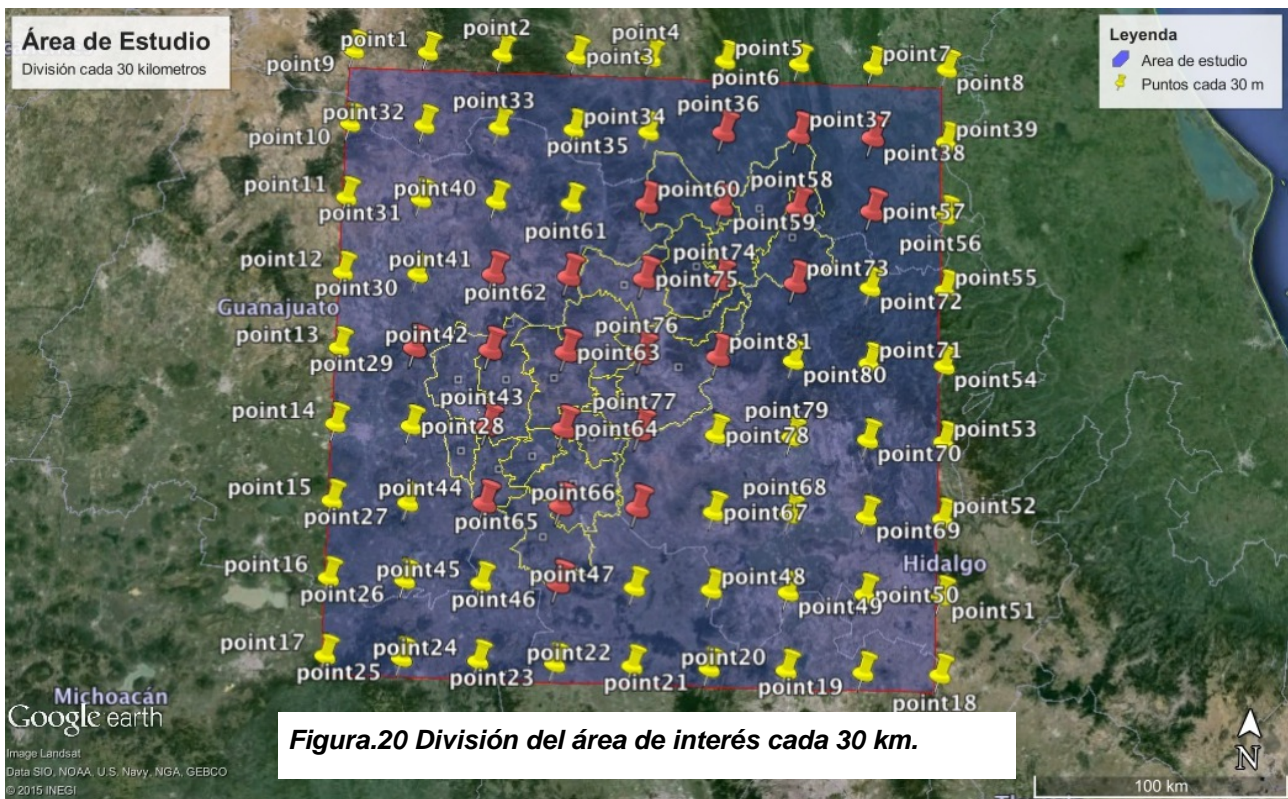 Área de Estudio
División cada 30 kilometros
Leyenda
Area de estudio
Puntos cada 30 m
point1
point2
point3
point4
point5
point6
point7
point8
point9
point32
point33
point34
point35
point36
point37
point38
point39
point10
point11
point31
point40
point61
point60
point58
point59
point57
point56
point12
point30
point41
point62
point74
point75
point73
point72
point55
Guanajuato
point13
point29
point42
point76
point63
point81
point80
point71
point54
point14
point43
point28
point77
point64
point79
point78
point53
point70
point15
point27
point44
point65
point66
point68
point67
point52
point69
Hidalgo
point16
point26
point45
point46
point47
point48
point49
point50
point51
point17
point25
point24
point23
point22
point21
point20
point19
point18
Michoacán
Google earth
Image Landsat
Data SIO, NOAA, U.S. Navy, NGA, GEBCO
© 2015 INEGI
Figura.20 División del área de interés cada 30 km.
N
100 km